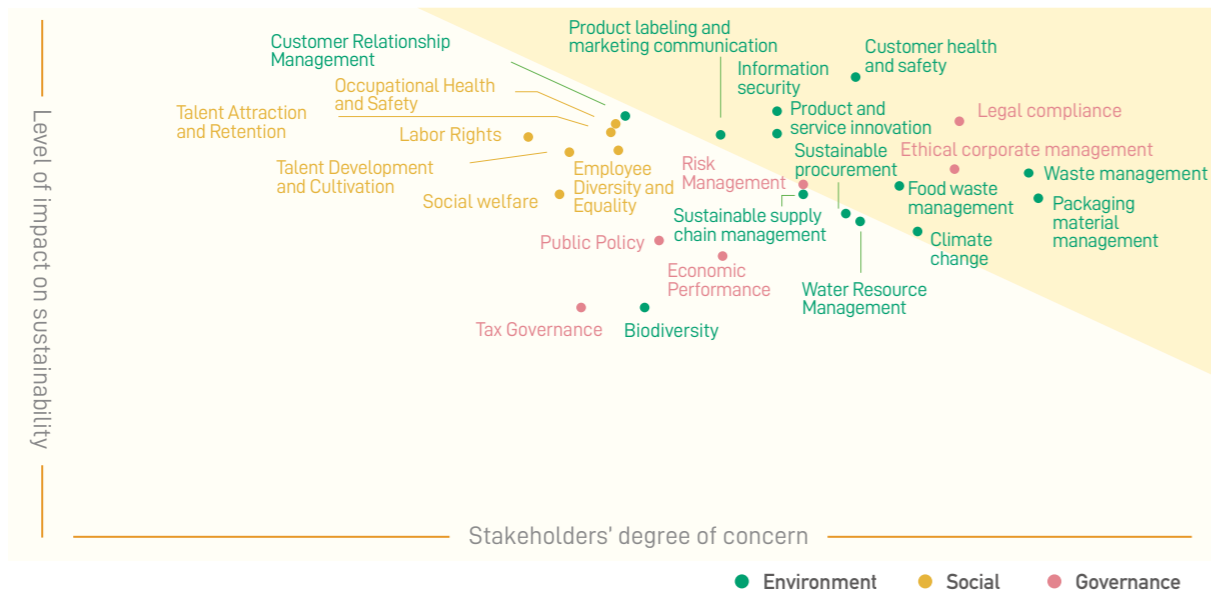 Product labeling and
marketing communication
Customer Relationship
Management
Customer health
and safety
Information
security
Occupational Health
and Safety
Talent Attraction
and Retention
Product and
service innovation
Legal compliance
Labor Rights
Sustainable
procurement
Ethical corporate management
Talent Development
and Cultivation
Employee
Diversity and
Equality
Risk
Management
Waste management
Food waste
management
Social welfare
Packaging
material
management
Sustainable supply
chain management
Public Policy
Climate
change
Economic
Performance
Water Resource
Management
Tax Governance
Biodiversity
Level of impact on sustainability
Stakeholders' degree of concern
Environment
Social
Governance